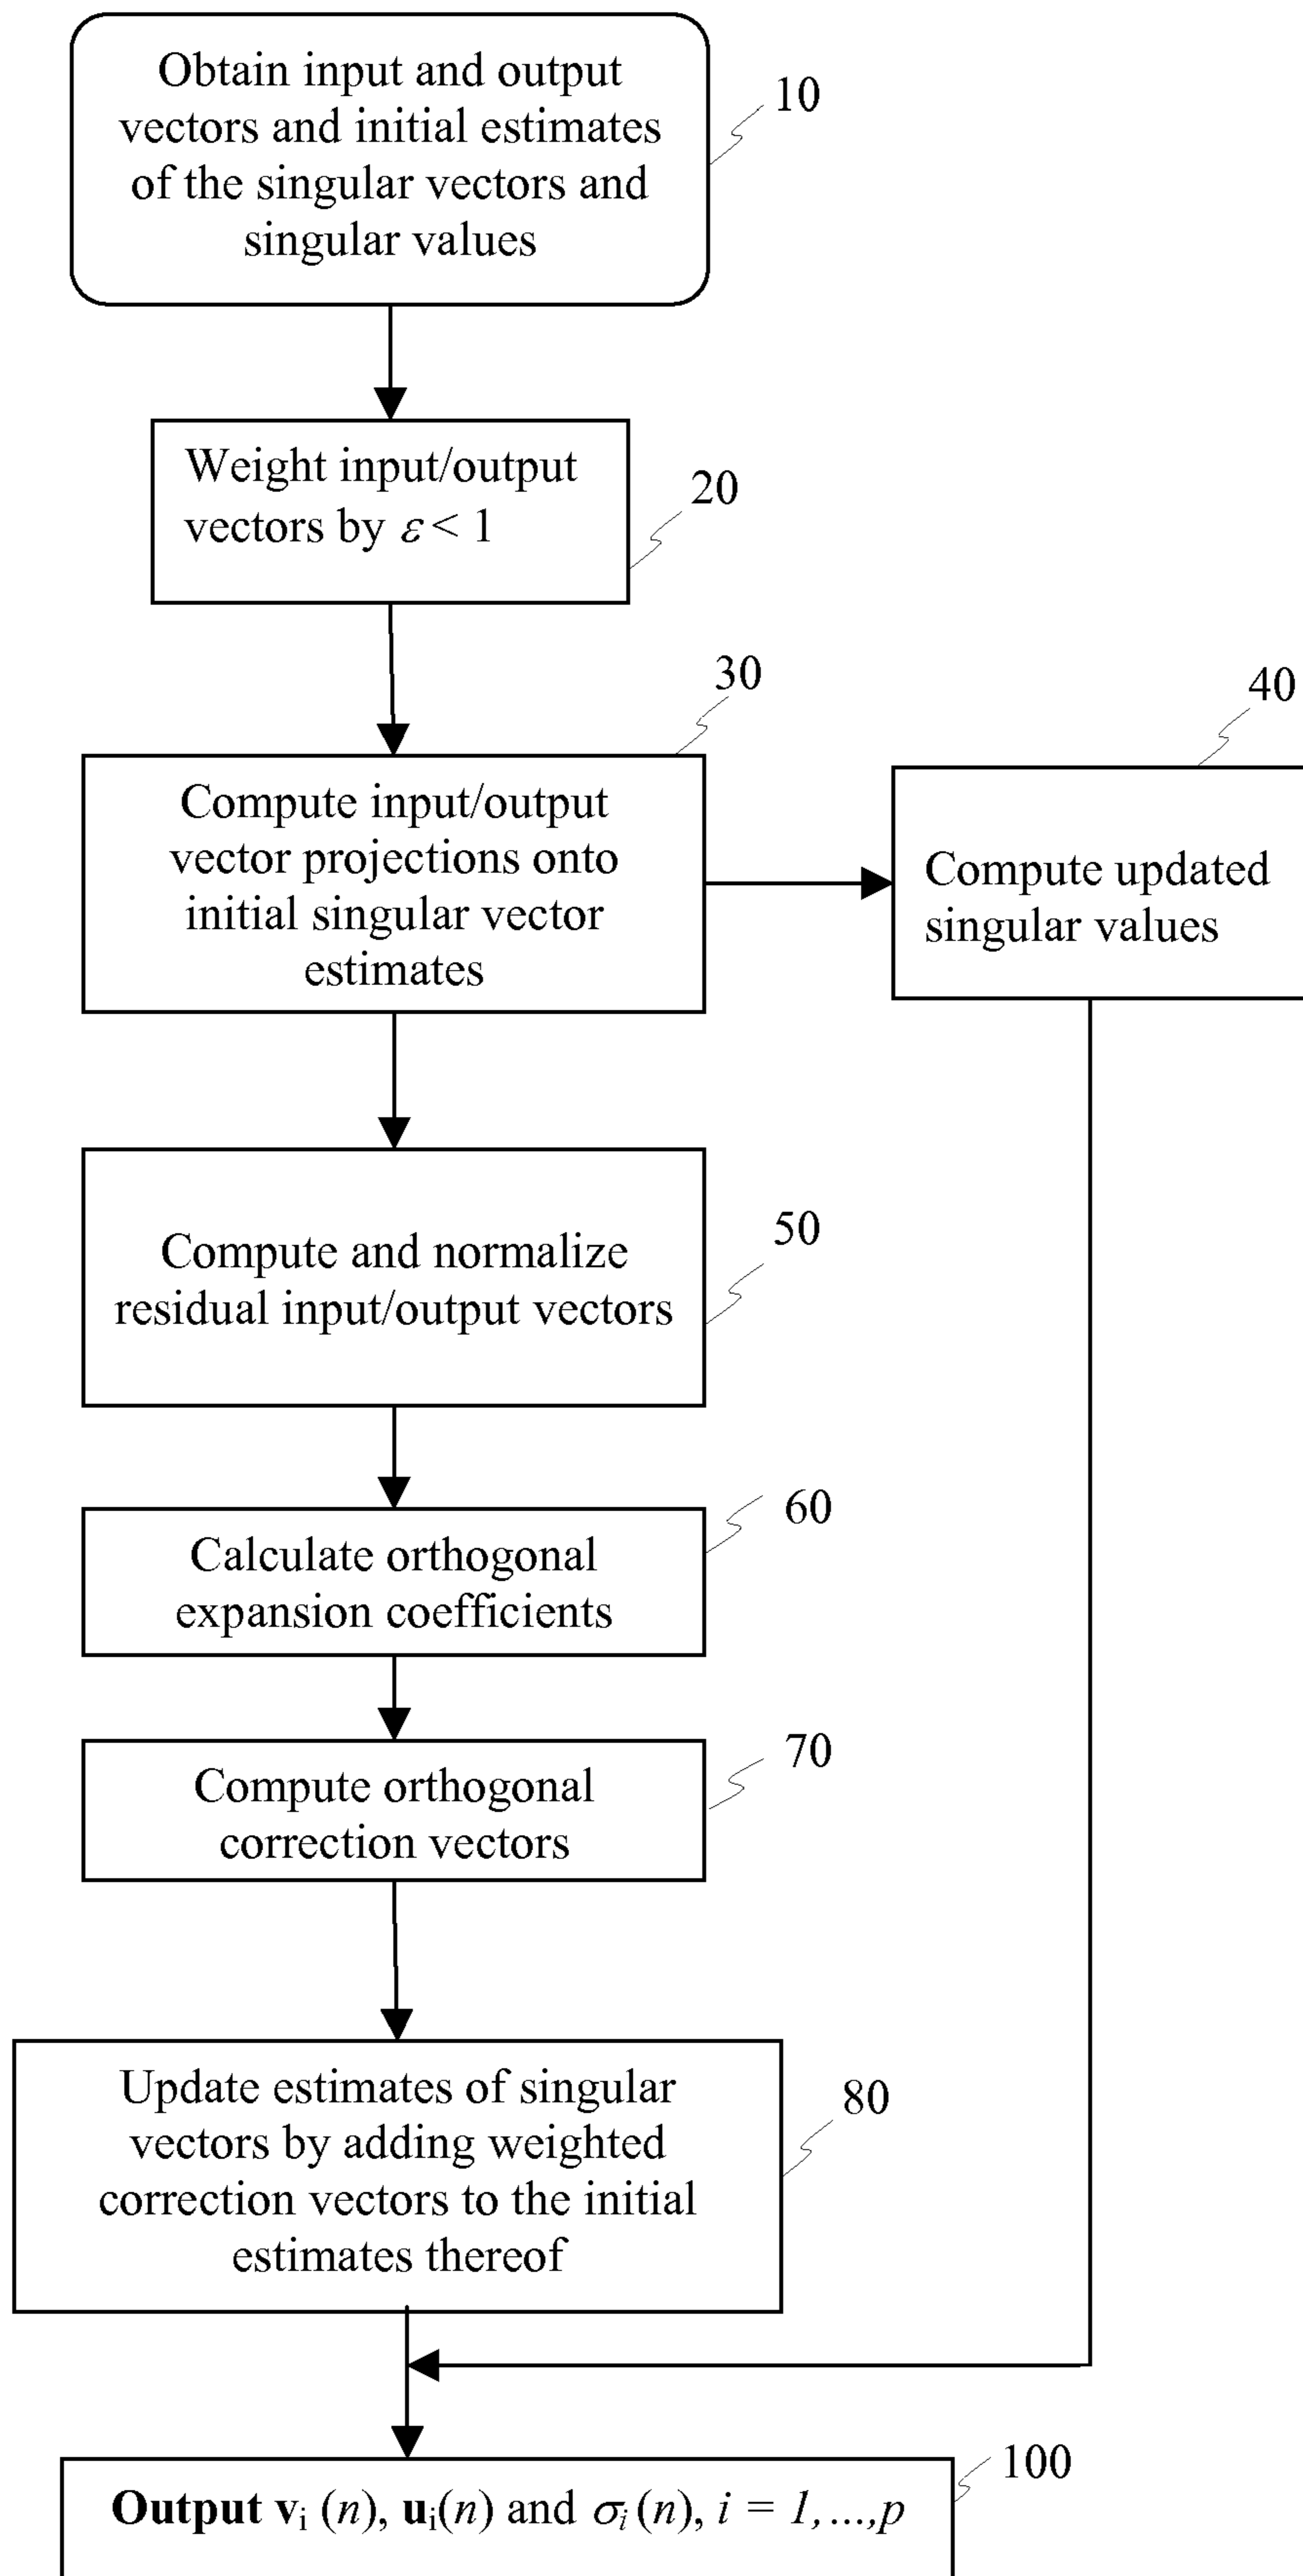 Obtain input and output
vectors and initial estimates
of the singular vectors and
singular values
10
Weight input/output
vectors by ε < 1
20
30
Compute input/output
vector projections onto
initial singular vector
estimates
40
Compute updated
singular values
50
Compute and normalize
residual input/output vectors
60
Calculate orthogonal
expansion coefficients
70
Compute orthogonal
correction vectors
80
Update estimates of singular
vectors by adding weighted
correction vectors to the initial
estimates thereof
100
Output vᵢ (n), uᵢ(n) and σᵢ (n), i = 1,...,p